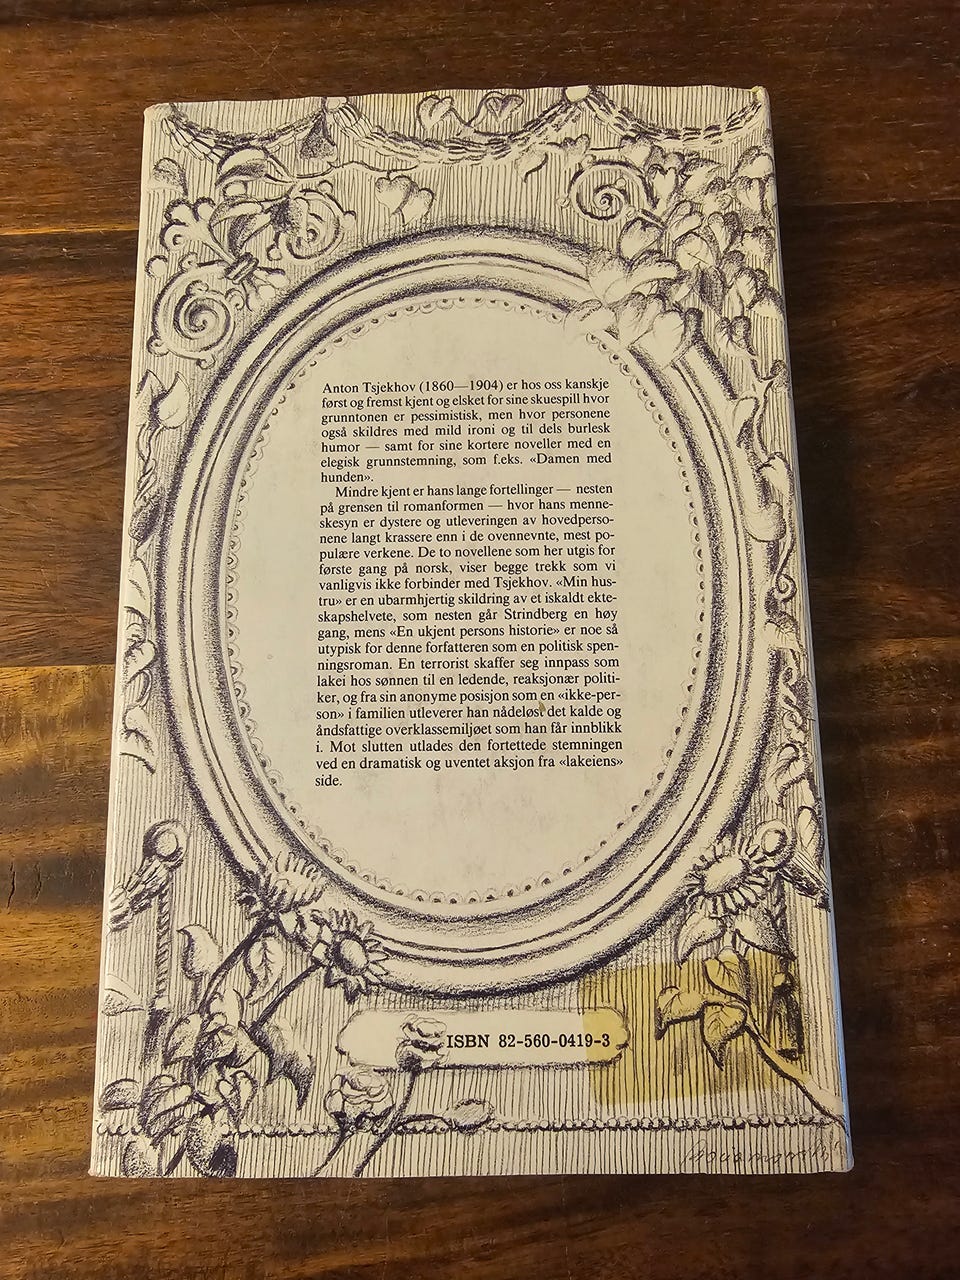 Anton Tsjekhov (1860—1904) er hos oss kanskje
først og fremst kjent og elsket for sine skuespill hvor
grunntonen er pessimistisk, men hvor personene
også skildres med mild ironi og til dels burlesk
humor — samt for sine kortere noveller med en
elegisk grunnstemning, som f.eks. «Damen med
hunden».
Mindre kjent er hans lange fortellinger — nesten
på grensen til romanformen — hvor hans menne-
skesyn er dystere og utleveringen av hovedperso-
nene langt krassere enn i de ovennevnte, mest po-
pulære verkene. De to novellene som her utgis for
første gang på norsk, viser begge trekk som vi
vanligvis ikke forbinder med Tsjekhov. «Min hus-
tru» er en ubarmhjertig skildring av et iskaldt ekte-
skapshelvete, som nesten går Strindberg en høy
gang, mens «En ukjent persons historie» er noe så
utypisk for denne forfatteren som en politisk spen-
ningsroman. En terrorist skaffer seg innpass som
lakei hos sønnen til en ledende, reaksjonær politi-
ker, og fra sin anonyme posisjon som en «ikke-per-
son» i familien utleverer han nådeløst det kalde og
åndsfattige overklassemiljøet som han får innblikk
i. Mot slutten utlades den fortettede stemningen
ved en dramatisk og uventet aksjon fra «lakeiens»
side.
ISBN 82-560-0419-3